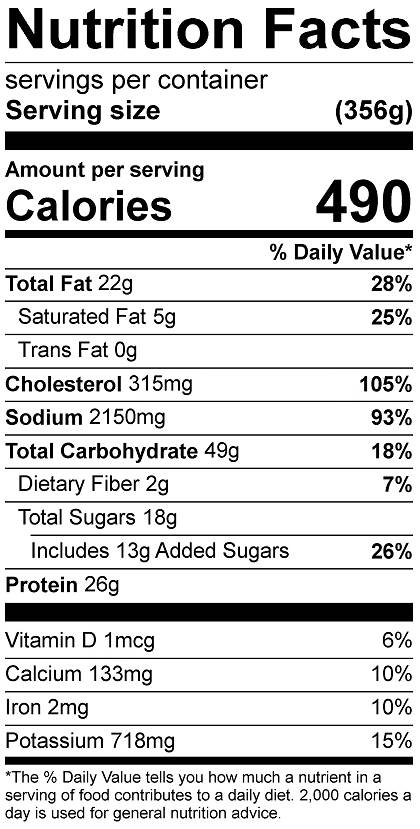 Nutrition Facts
servings per container
Serving size (356g)
Amount per serving
Calories 490
% Daily Value*
Total Fat 22g 28%
Saturated Fat 5g 25%
Trans Fat 0g
Cholesterol 315mg 105%
Sodium 2150mg 93%
Total Carbohydrate 49g 18%
Dietary Fiber 2g 7%
Total Sugars 18g
Includes 13g Added Sugars 26%
Protein 26g
Vitamin D 1mcg 6%
Calcium 133mg 10%
Iron 2mg 10%
Potassium 718mg 15%
*The % Daily Value tells you how much a nutrient in a
serving of food contributes to a daily diet. 2,000 calories a
day is used for general nutrition advice.